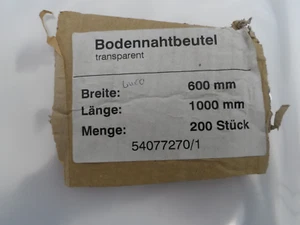 Bodennahtbeutel
transparent
Breite: 600 mm
Länge: 1000 mm
Menge: 200 Stück
54077270/1